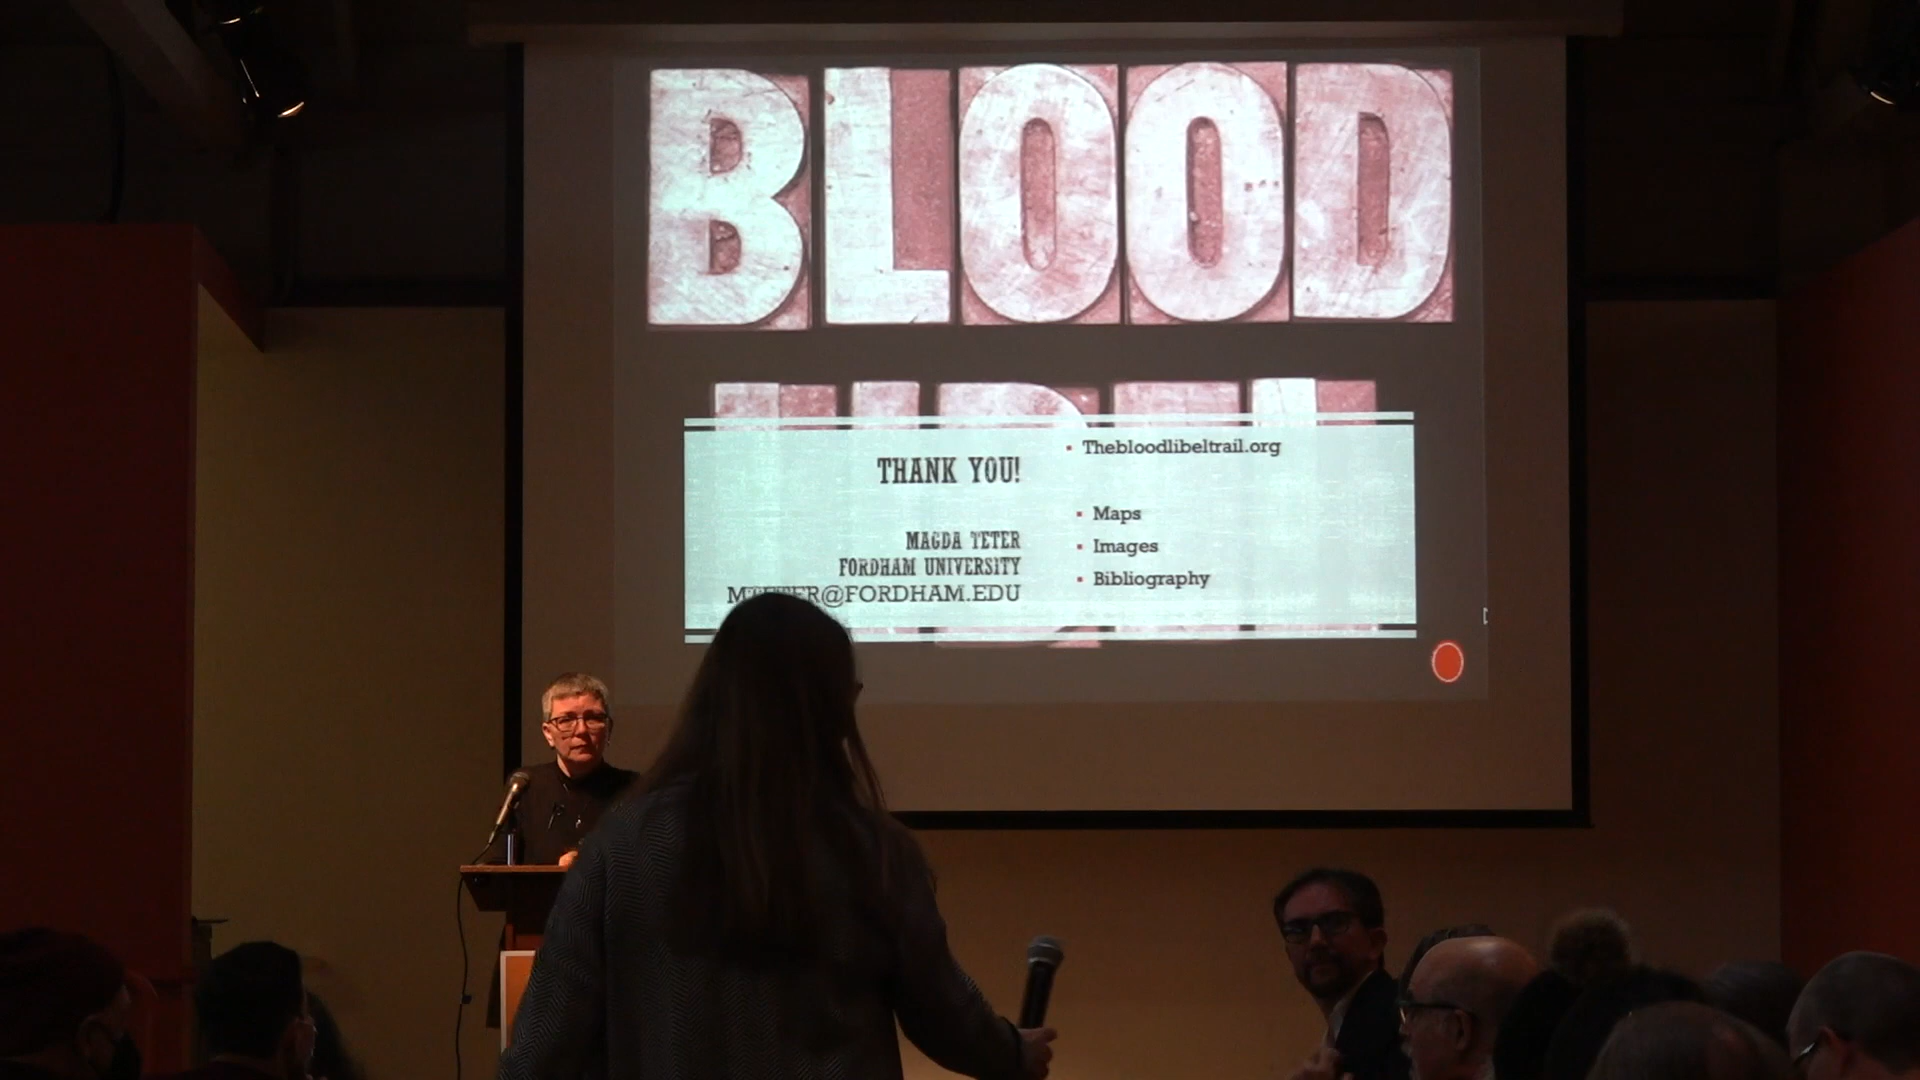 BLOOD
THANK YOU!
MAGDA TETER
FORDHAM UNIVERSITY
Thebloodlibeltrail.org
Maps
Images
Bibliography